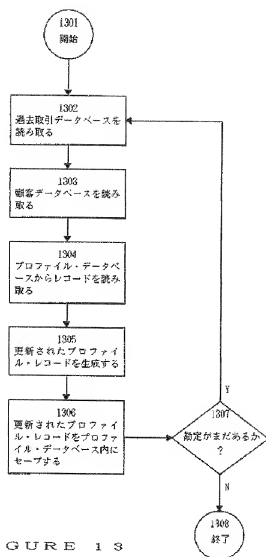 1301
開始
1302
過去取引データベースを
読み取る
1303
顧客データベースを読み
取る
1304
プロファイル・データベ
ースからレコードを読み
取る
1305
更新されたプロファイ
ル・レコードを生成する
1306
更新されたプロファイ
ル・レコードをプロファ
イル・データベース内に
セーブする
Y
1307
勘定がまだあるか
?
N
1308
終了
GURE 13